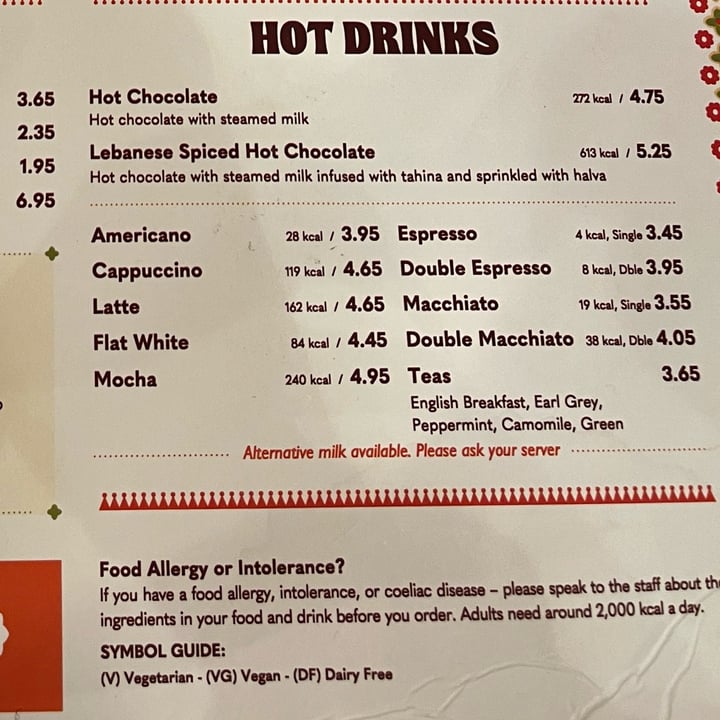 HOT DRINKS
3.65
2.35
1.95
6.95
Hot Chocolate 272 kcal / 4.75
Hot chocolate with steamed milk
Lebanese Spiced Hot Chocolate 613 kcal / 5.25
Hot chocolate with steamed milk infused with tahina and sprinkled with halva
Americano 28 kcal / 3.95
Cappuccino 119 kcal / 4.65
Latte 162 kcal / 4.65
Flat White 84 kcal / 4.45
Mocha 240 kcal / 4.95
Espresso 4 kcal, Single 3.45
Double Espresso 8 kcal, Dble 3.95
Macchiato 19 kcal, Single 3.55
Double Macchiato 38 kcal, Dble 4.05
Teas 3.65
English Breakfast, Earl Grey,
Peppermint, Camomile, Green
Alternative milk available. Please ask your server
Food Allergy or Intolerance?
If you have a food allergy, intolerance, or coeliac disease – please speak to the staff about the
ingredients in your food and drink before you order. Adults need around 2,000 kcal a day.
SYMBOL GUIDE:
(V) Vegetarian - (VG) Vegan - (DF) Dairy Free